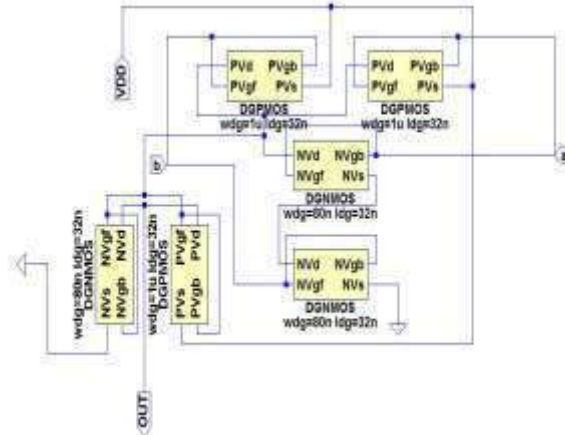 VDD
PVd PVgb
PVgf PVs
DGPMOS
wdg=1u ldg=32n
PVd PVgb
PVgf PVs
DGPMOS
wdg=1u ldg=32n
b
a
NVd NVgb
NVgf NVs
DGNMOS
wdg=80n ldg=32n
NVd NVgb
NVgf NVs
DGNMOS
wdg=80n ldg=32n
wdg=80n ldg=32n
DGNMOS
NVgf NVd
NVs NVgb
wdg=1u ldg=32n
DGPMOS
PVgf PVd
PVs PVgb
OUT